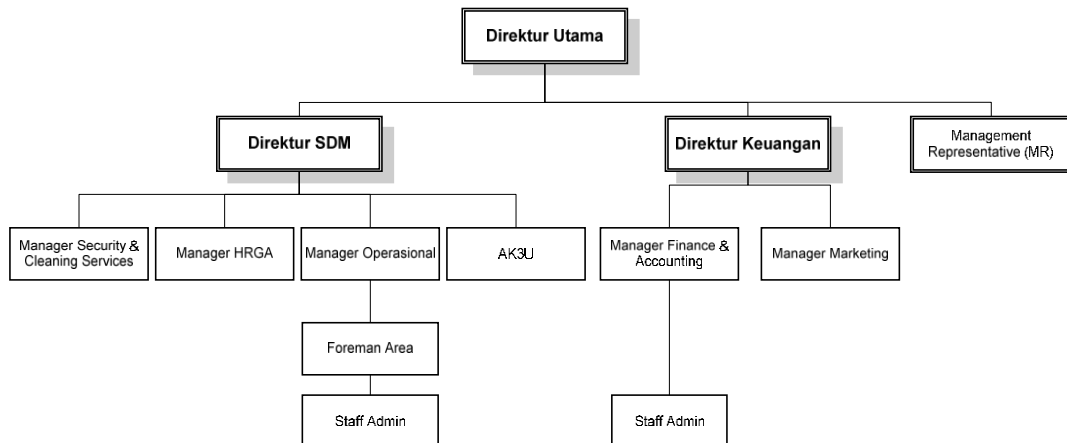 Direktur Utama
Direktur SDM
Direktur Keuangan
Management
Representative (MR)
Manager Security &
Cleaning Services
Manager HRGA
Manager Operasional
AK3U
Manager Finance &
Accounting
Manager Marketing
Foreman Area
Staff Admin
Staff Admin